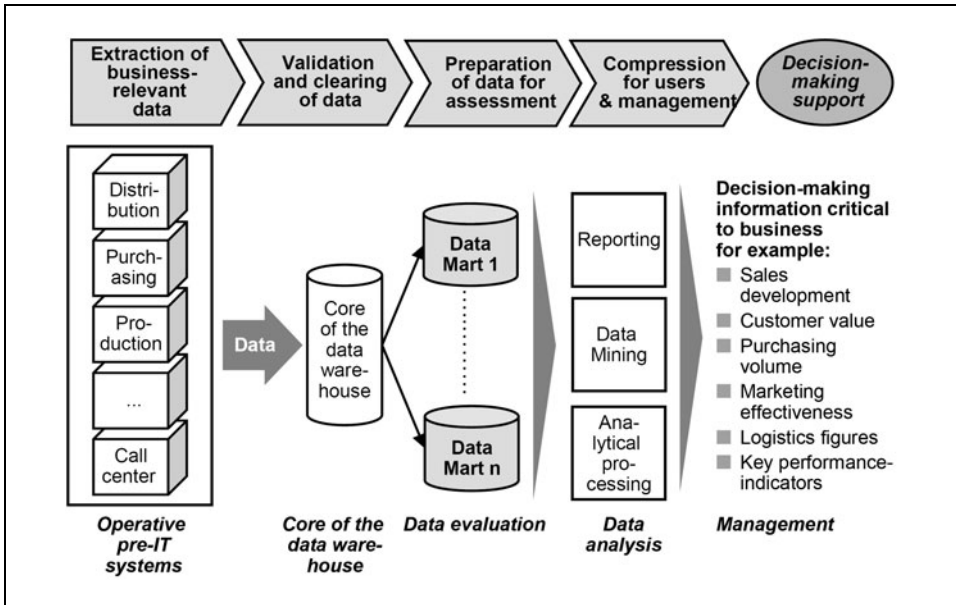 Extraction of
business-
relevant
data
Validation
and clearing
of data
Preparation
of data for
assessment
Compression
for users
& management
Decision-
making
support
Distri-
bution
Purch-
asing
Pro-
duction
...
Call
center
Data
Core
of the
data
ware-
house
Data
Mart 1
Data
Mart n
Reporting
Data
Mining
Ana-
lytical
pro-
cessing
Decision-making
information critical
to business
for example:
Sales
development
Customer value
Purchasing
volume
Marketing
effectiveness
Logistics figures
Key performance-
indicators
Operative
pre-IT
systems
Core of the
data ware-
house
Data evaluation
Data
analysis
Management